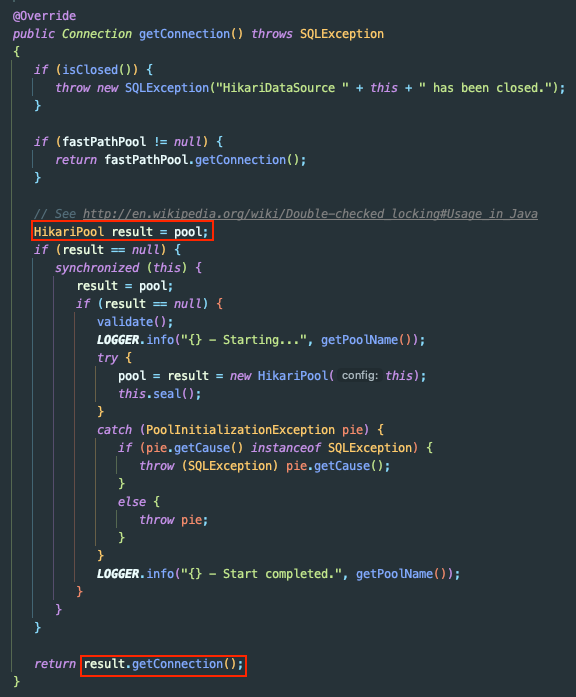 @Override
public Connection getConnection() throws SQLException
{
if (isClosed()) {
throw new SQLException("HikariDataSource " + this + " has been closed.");
}
if (fastPathPool != null) {
return fastPathPool.getConnection();
}
// See http://en.wikipedia.org/wiki/Double-checked_locking#Usage_in_Java
HikariPool result = pool;
if (result == null) {
synchronized (this) {
result = pool;
if (result == null) {
validate();
LOGGER.info("{} - Starting...", getPoolName());
try {
pool = result = new HikariPool( config: this);
this.seal();
}
catch (PoolInitializationException pie) {
if (pie.getCause() instanceof SQLException) {
throw (SQLException) pie.getCause();
}
else {
throw pie;
}
}
LOGGER.info("{} - Start completed.", getPoolName());
}
}
}
return result.getConnection();
}